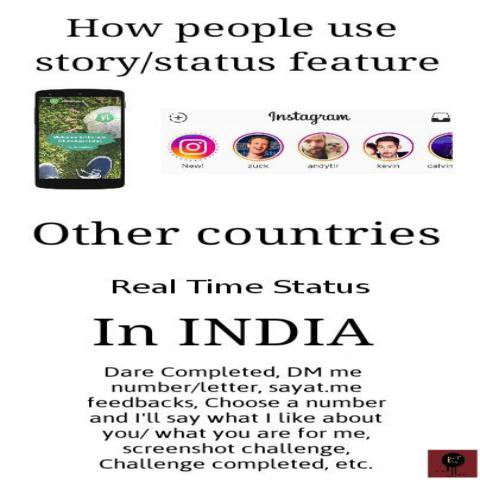 How people use
story/status feature
Instagram
New!
zuck
andytlr
kevin
calvin
Other countries
Real Time Status
In INDIA
Dare Completed, DM me
number/letter, sayat.me
feedbacks, Choose a number
and I'll say what I like about
you/ what you are for me,
screenshot challenge,
Challenge completed, etc.